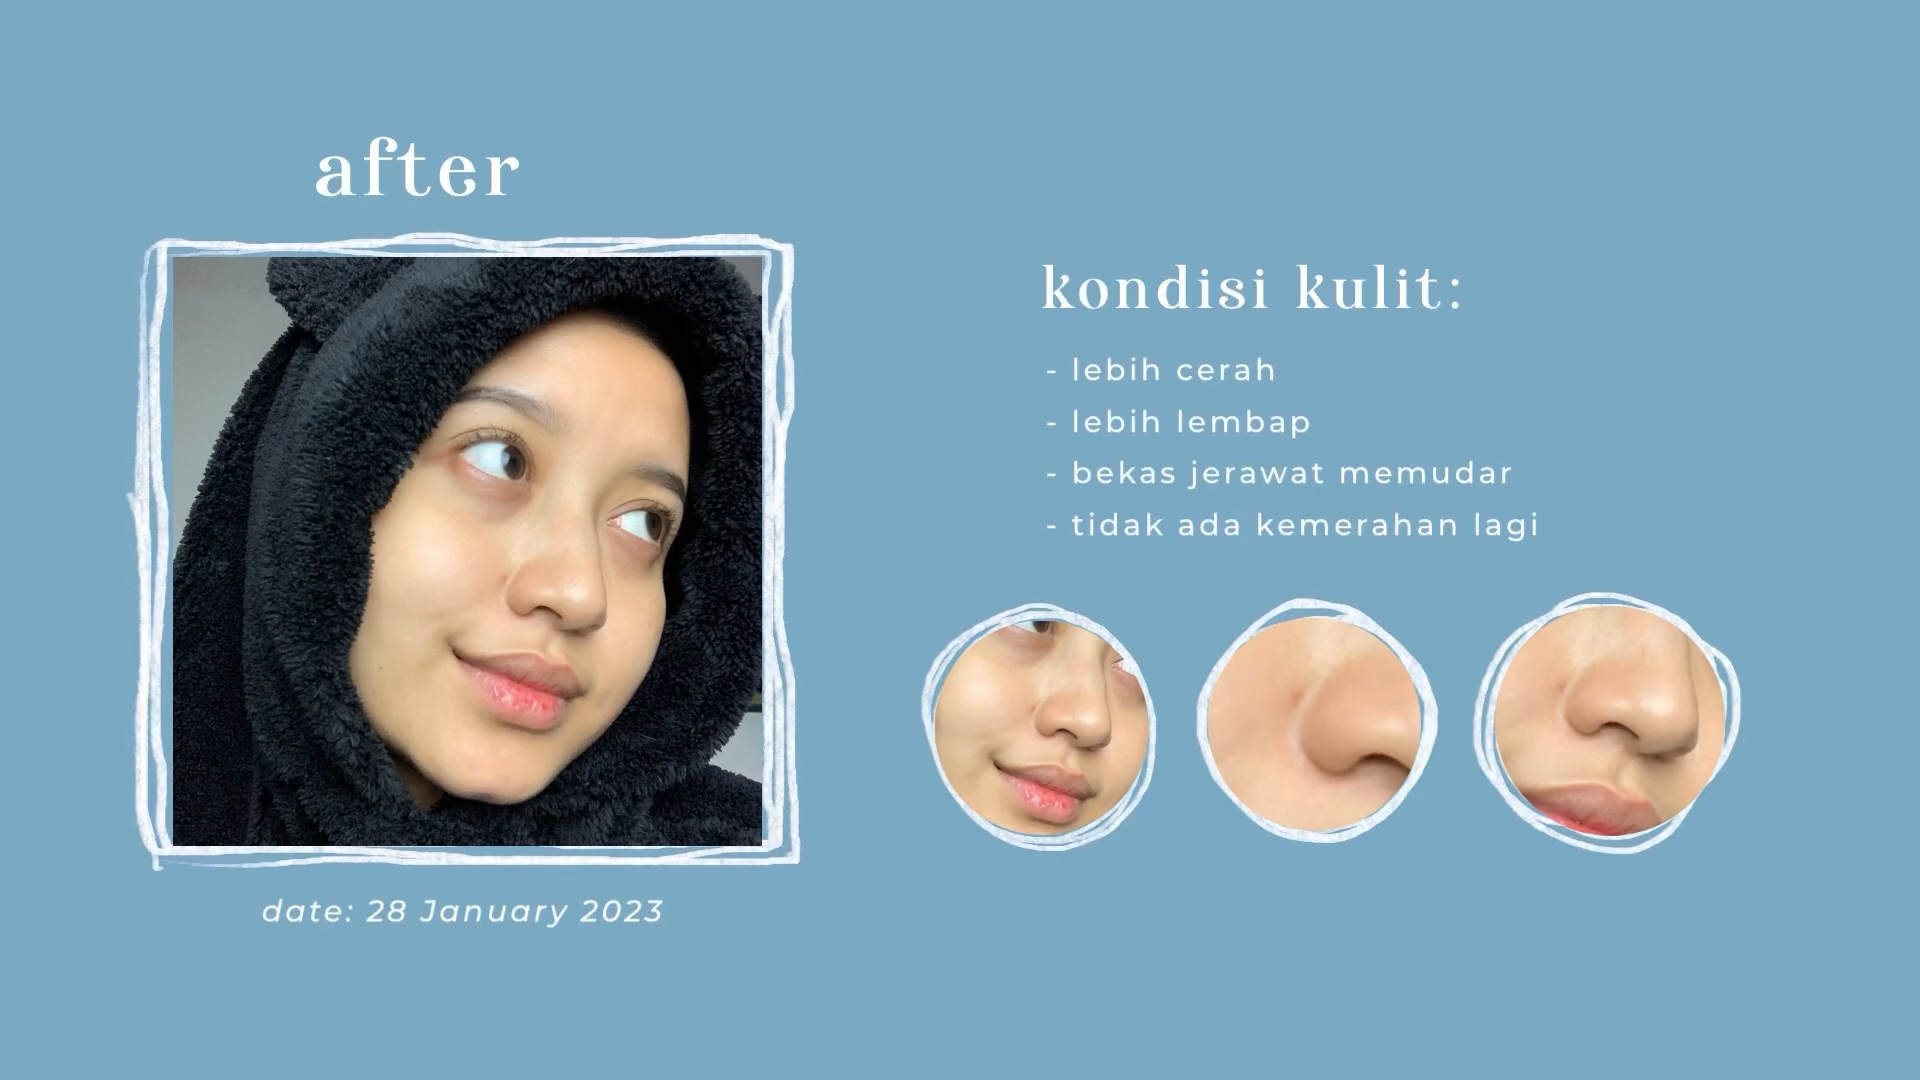 after
kondisi kulit:
- lebih cerah
- lebih lembap
- bekas jerawat memudar
- tidak ada kemerahan lagi
date: 28 January 2023